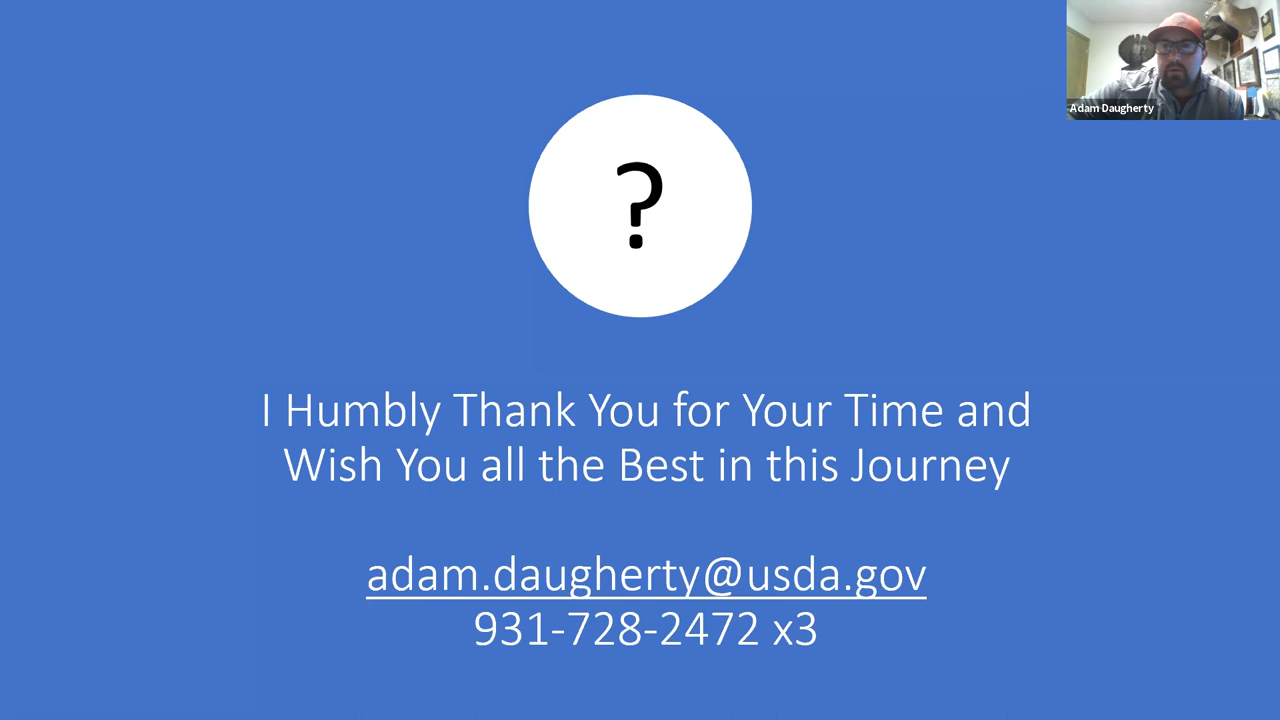 Adam Daugherty
?
I Humbly Thank You for Your Time and
Wish You all the Best in this Journey
adam.daugherty@usda.gov
931-728-2472 x3